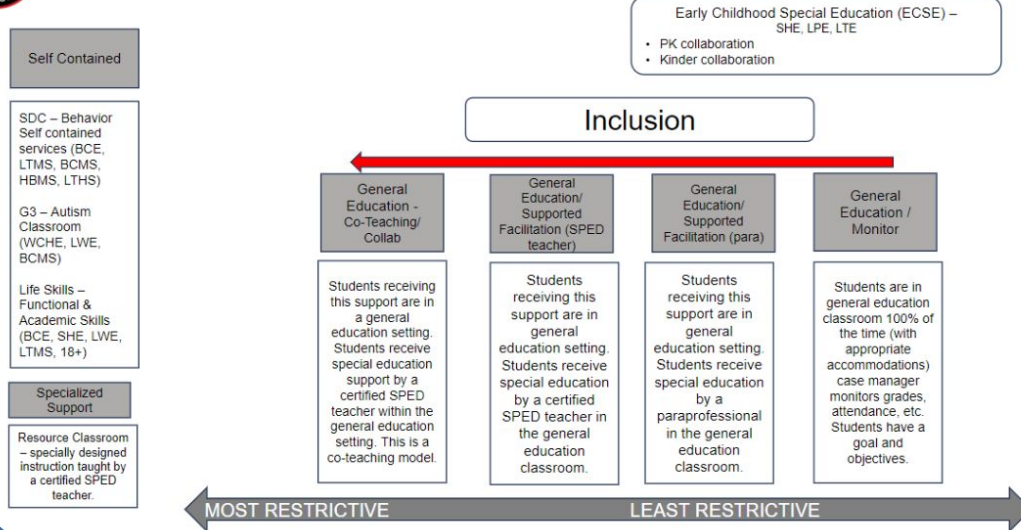 Early Childhood Special Education (ECSE) –
SHE, LPE, LTE
• PK collaboration
• Kinder collaboration
Self Contained
SDC – Behavior
Self contained
services (BCE,
LTMS, BCMS,
HBMS, LTHS)
G3 – Autism
Classroom
(WCHE, LWE,
BCMS)
Life Skills –
Functional &
Academic Skills
(BCE, SHE, LWE,
LTMS, 18+)
Specialized
Support
Resource Classroom
– specially designed
instruction taught by
a certified SPED
teacher.
Inclusion
General
Education -
Co-Teaching/
Collab
Students receiving
this support are in
a general
education setting.
Students receive
special education
support by a
certified SPED
teacher within the
general education
setting. This is a
co-teaching model.
General
Education/
Supported
Facilitation (SPED
teacher)
Students
receiving this
support are in
general
education setting.
Students receive
special education
by a certified
SPED teacher in
the general
education
classroom.
General
Education/
Supported
Facilitation (para)
Students
receiving this
support are in
general
education setting.
Students receive
special education
by a
paraprofessional
in the general
education
classroom.
General
Education /
Monitor
Students are in
general education
classroom 100% of
the time (with
appropriate
accommodations)
case manager
monitors grades,
attendance, etc.
Students have a
goal and
objectives.
MOST RESTRICTIVE
LEAST RESTRICTIVE